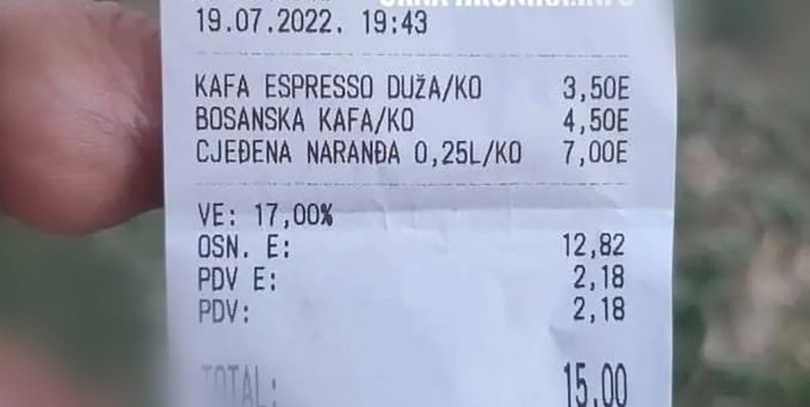 19.07.2022. 19:43
KAFA ESPRESSO DUŽA/KO 3,50E
BOSANSKA KAFA/KO 4,50E
CJEĐENA NARANĐA 0,25L/KO 7,00E
VE: 17,00%
OSN. E: 12,82
PDV E: 2,18
PDV: 2,18
TOTAL: 15,00